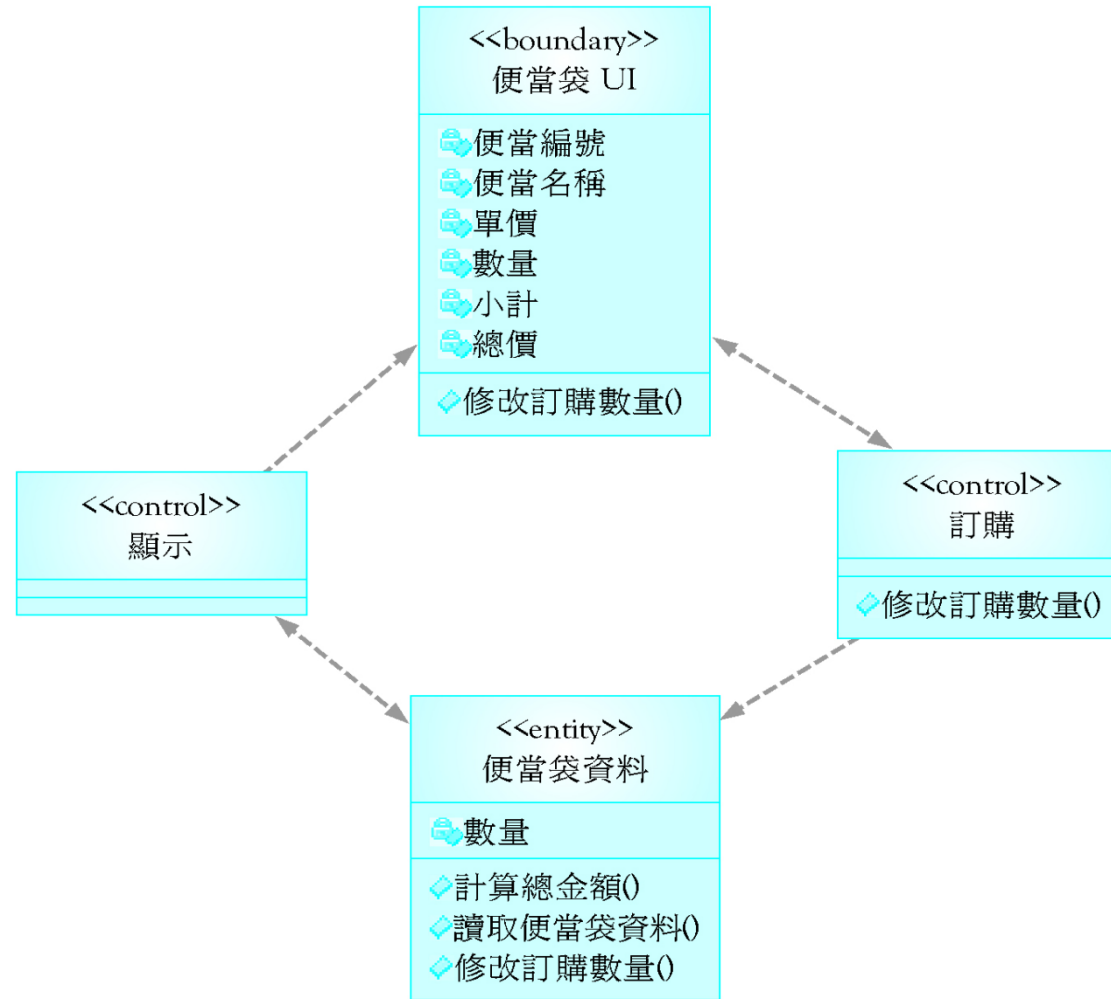 <<boundary>>
便當袋 UI
便當編號
便當名稱
單價
數量
小計
總價
修改訂購數量()
<<control>>
顯示
<<control>>
訂購
修改訂購數量()
<<entity>>
便當袋資料
數量
計算總金額()
讀取便當袋資料()
修改訂購數量()